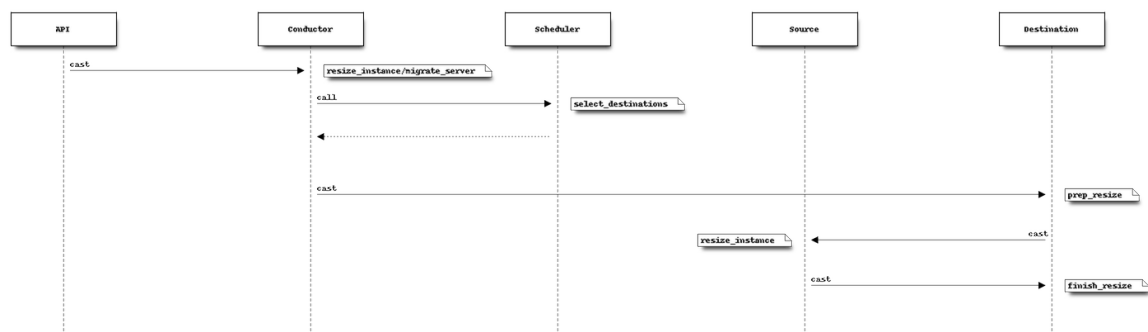 API
Conductor
Scheduler
Source
Destination
cast
resize_instance/migrate_server
call
select_destinations
cast
prep_resize
resize_instance
cast
cast
finish_resize